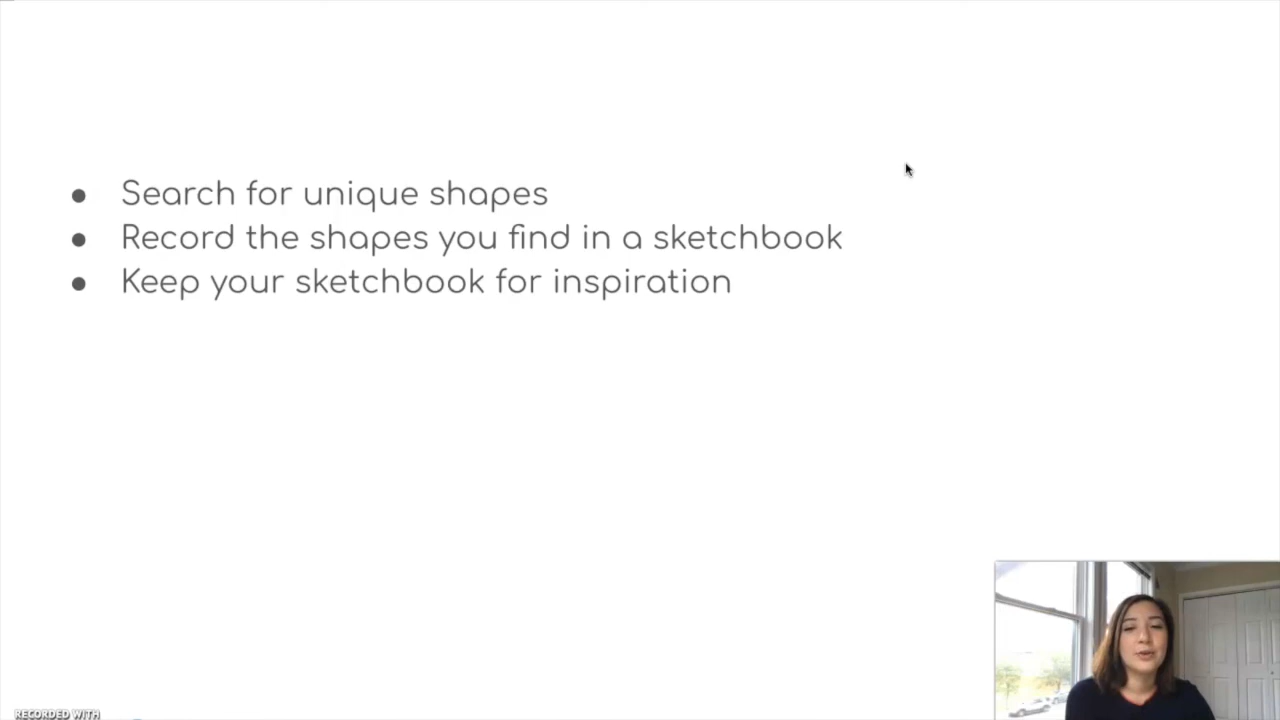 ● Search for unique shapes
● Record the shapes you find in a sketchbook
● Keep your sketchbook for inspiration
RECORDED WITH